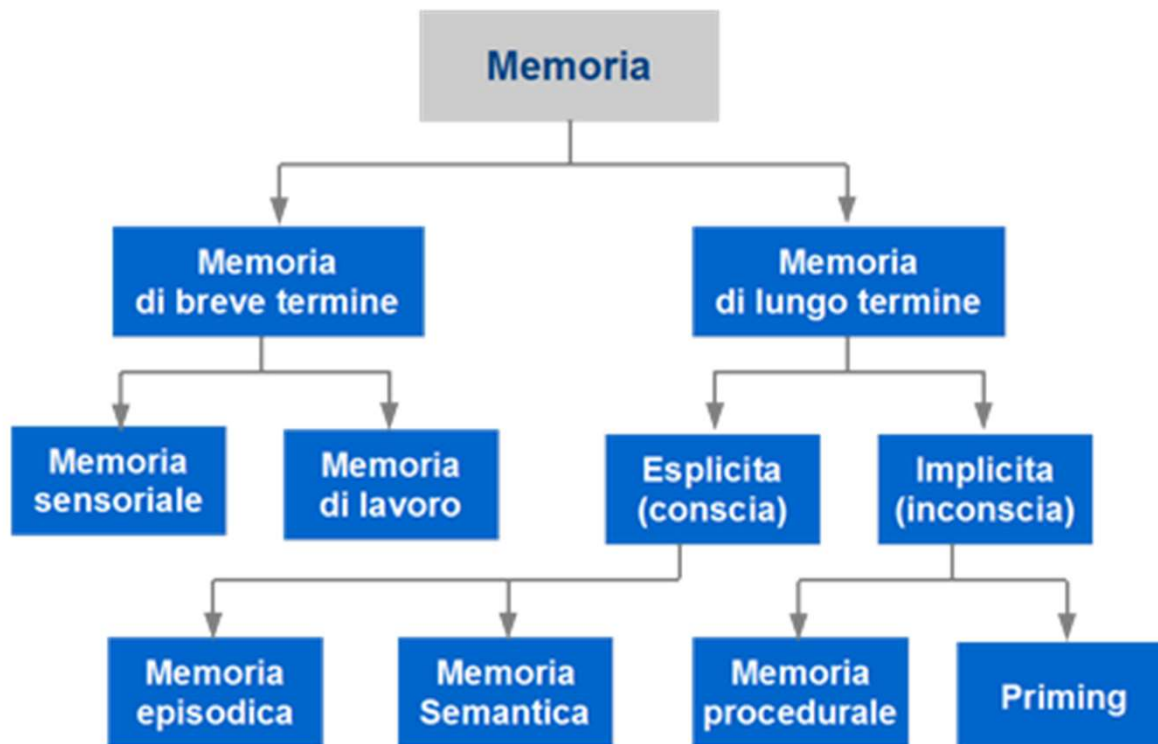 Memoria
Memoria
di breve termine
Memoria
di lungo termine
Memoria
sensoriale
Memoria
di lavoro
Esplicita
(conscia)
Implicita
(inconscia)
Memoria
episodica
Memoria
Semantica
Memoria
procedurale
Priming